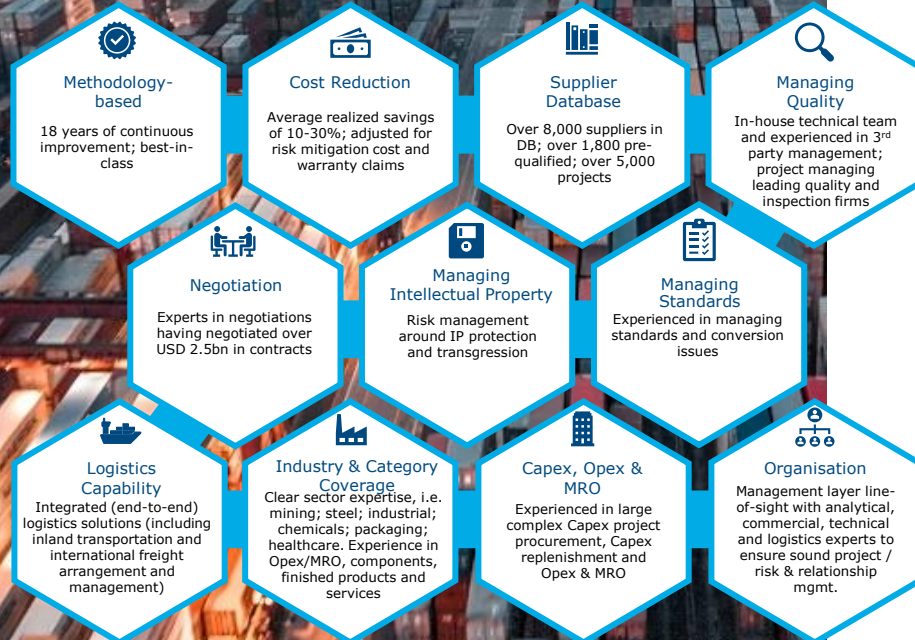 Methodology-
based
18 years of continuous
improvement; best-in-
class
Cost Reduction
Average realized savings
of 10-30%; adjusted for
risk mitigation cost and
warranty claims
Supplier
Database
Over 8,000 suppliers in
DB; over 1,800 pre-
qualified; over 5,000
projects
Managing
Quality
In-house technical team
and experienced in 3rd
party management;
project managing
leading quality and
inspection firms
Negotiation
Experts in negotiations
having negotiated over
USD 2.5bn in contracts
Managing
Intellectual Property
Risk management
around IP protection
and transgression
Managing
Standards
Experienced in managing
standards and conversion
issues
Logistics
Capability
Integrated (end-to-end)
logistics solutions (including
inland transportation and
international freight
arrangement and
management)
Industry & Category
Coverage
Clear sector expertise, i.e.
mining; steel; industrial;
chemicals; packaging;
healthcare. Experience in
Opex/MRO, components,
finished products and
services
Capex, Opex &
MRO
Experienced in large
complex Capex project
procurement, Capex
replenishment and
Opex & MRO
Organisation
Management layer line-
of-sight with analytical,
commercial, technical
and logistics experts to
ensure sound project /
risk & relationship
mgmt.